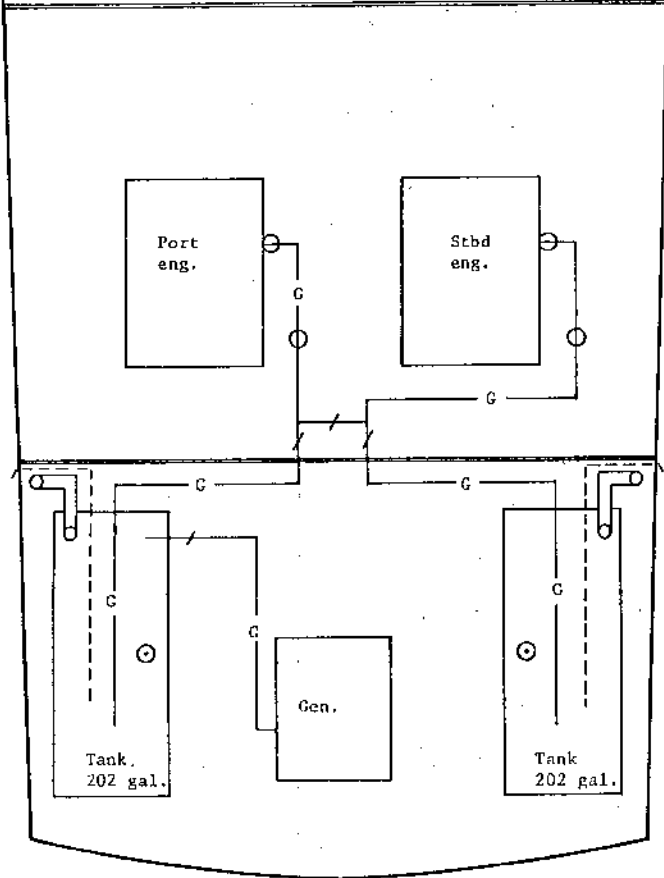 Port
eng.
Stbd
eng.
G
G
G
G
G
G
G
Gen.
Tank.
202 gal.
Tank
202 gal.